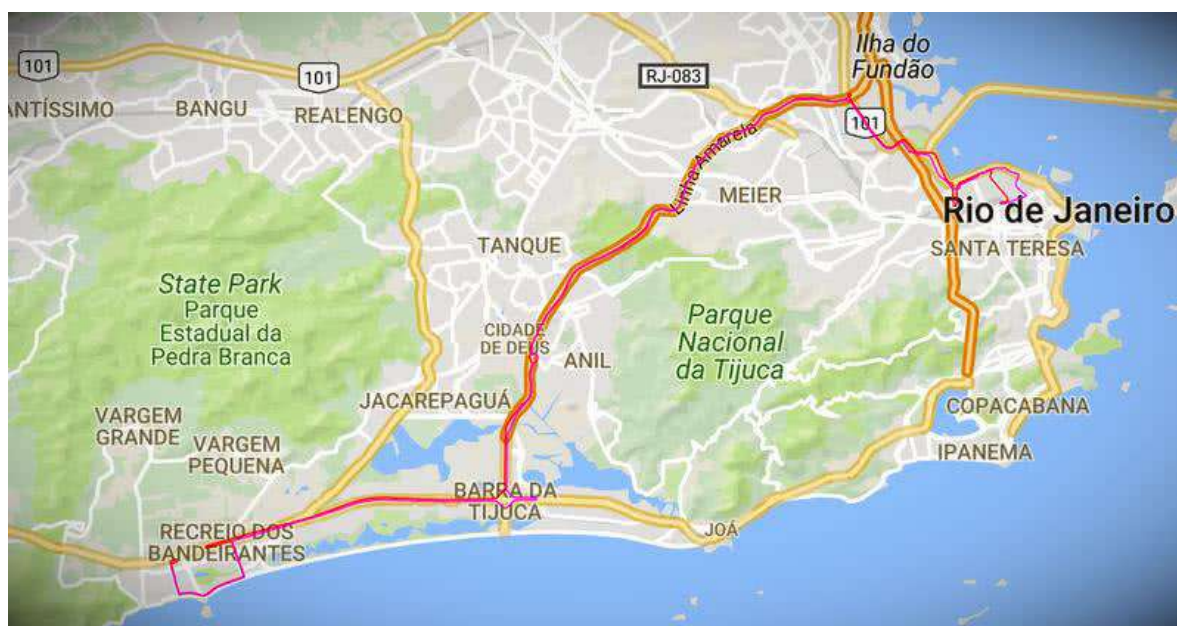 Ilha do
Fundão
101
101
RJ-083
ANTÍSSIMO
BANGU
REALENGO
101
Linha Amarela
MEIER
Rio de Janeiro
SANTA TERESA
TANQUE
State Park
Parque
Estadual da
Pedra Branca
Parque
Nacional
da Tijuca
CIDADE
DE DEUS
ANIL
JACAREPAGUÁ
COPACABANA
VARGEM
GRANDE
VARGEM
PEQUENA
IPANEMA
BARRA DA
TIJUCA
JOÁ
RECREIO DOS
BANDEIRANTES